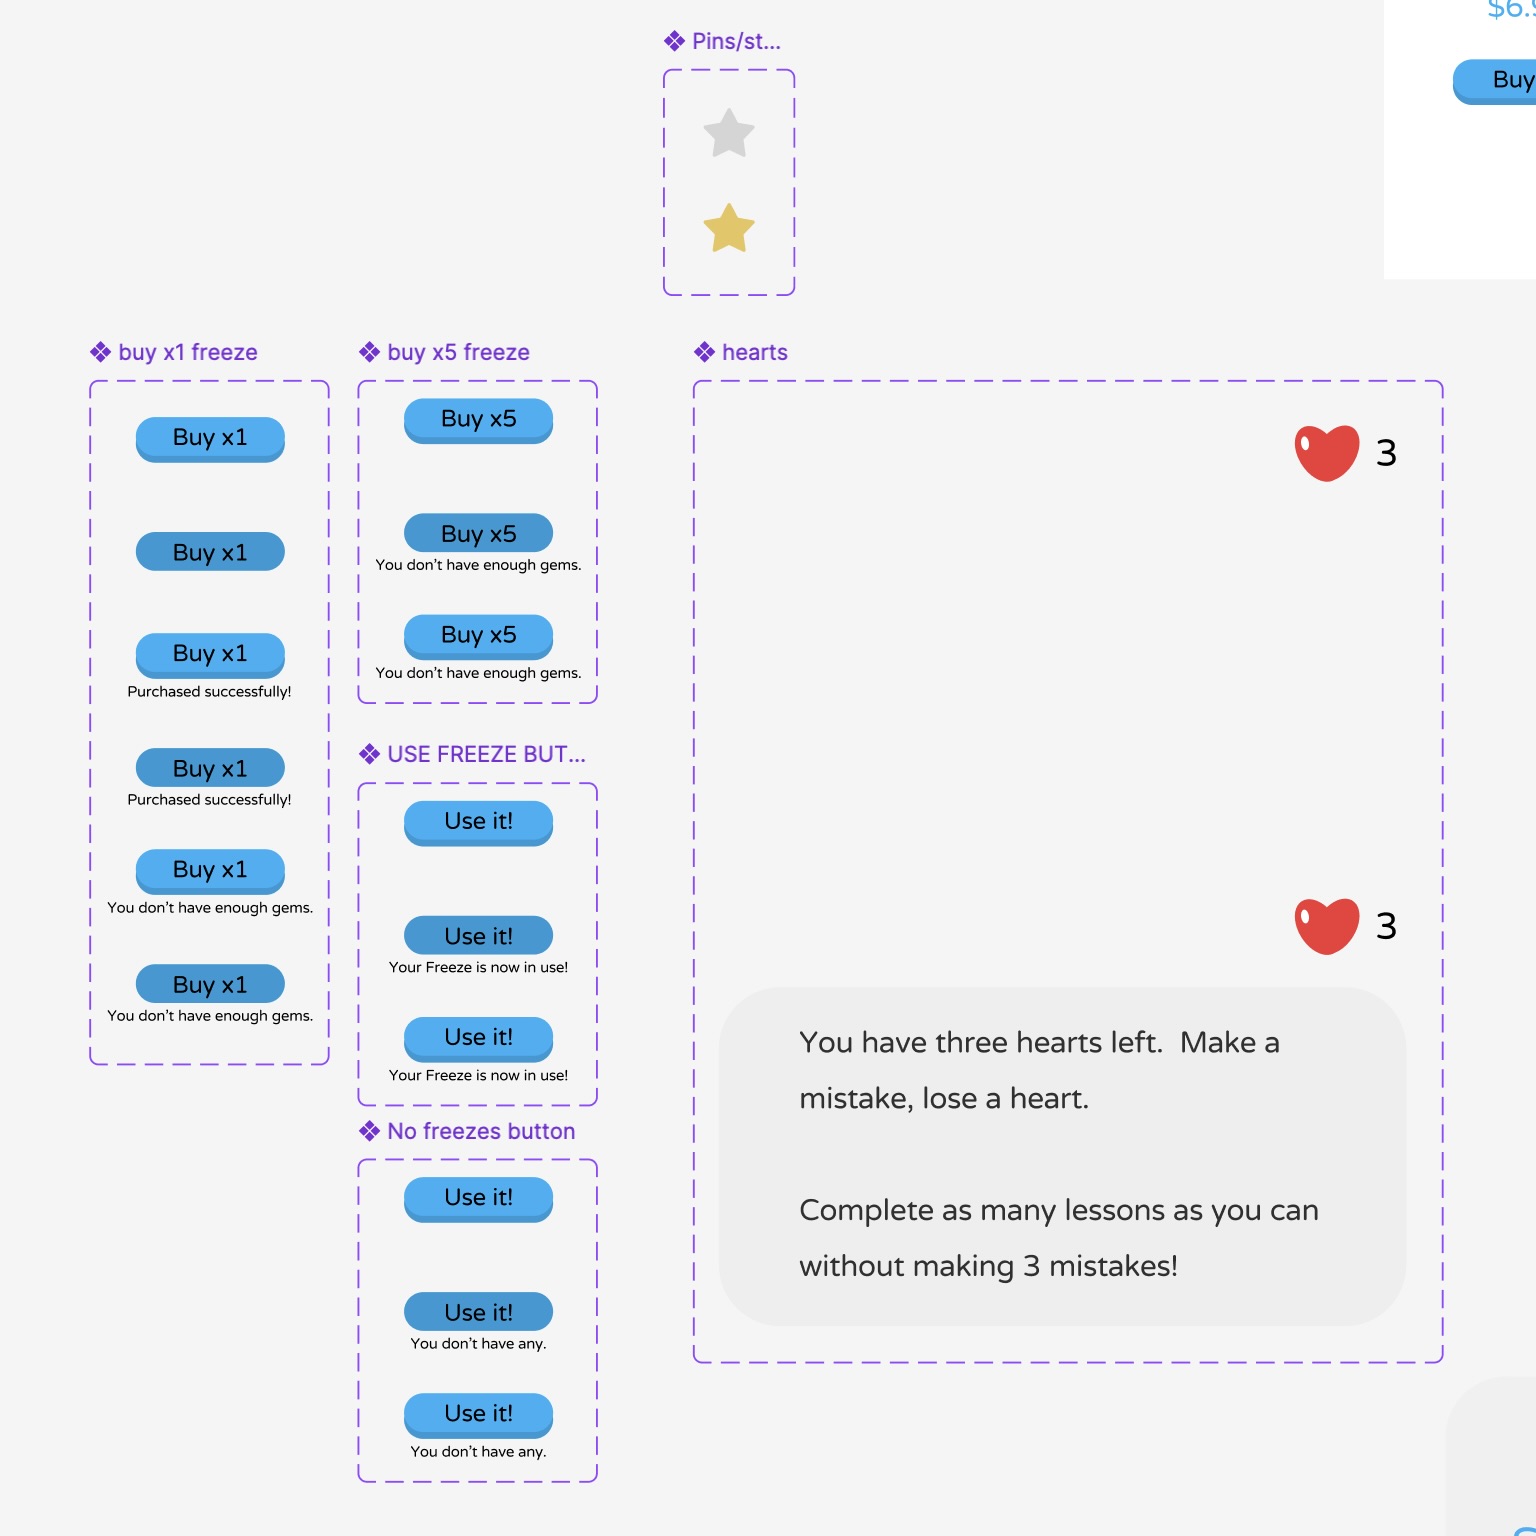 $6.9
Buy
Pins/st...
buy x1 freeze
Buy x1
Buy x1
Buy x1
Purchased successfully!
Buy x1
Purchased successfully!
Buy x1
You don't have enough gems.
Buy x1
You don't have enough gems.
buy x5 freeze
Buy x5
Buy x5
You don't have enough gems.
Buy x5
You don't have enough gems.
USE FREEZE BUT...
Use it!
Use it!
Your Freeze is now in use!
Use it!
Your Freeze is now in use!
No freezes button
Use it!
Use it!
You don't have any.
Use it!
You don't have any.
hearts
3
3
You have three hearts left.  Make a
mistake, lose a heart.
Complete as many lessons as you can
without making 3 mistakes!